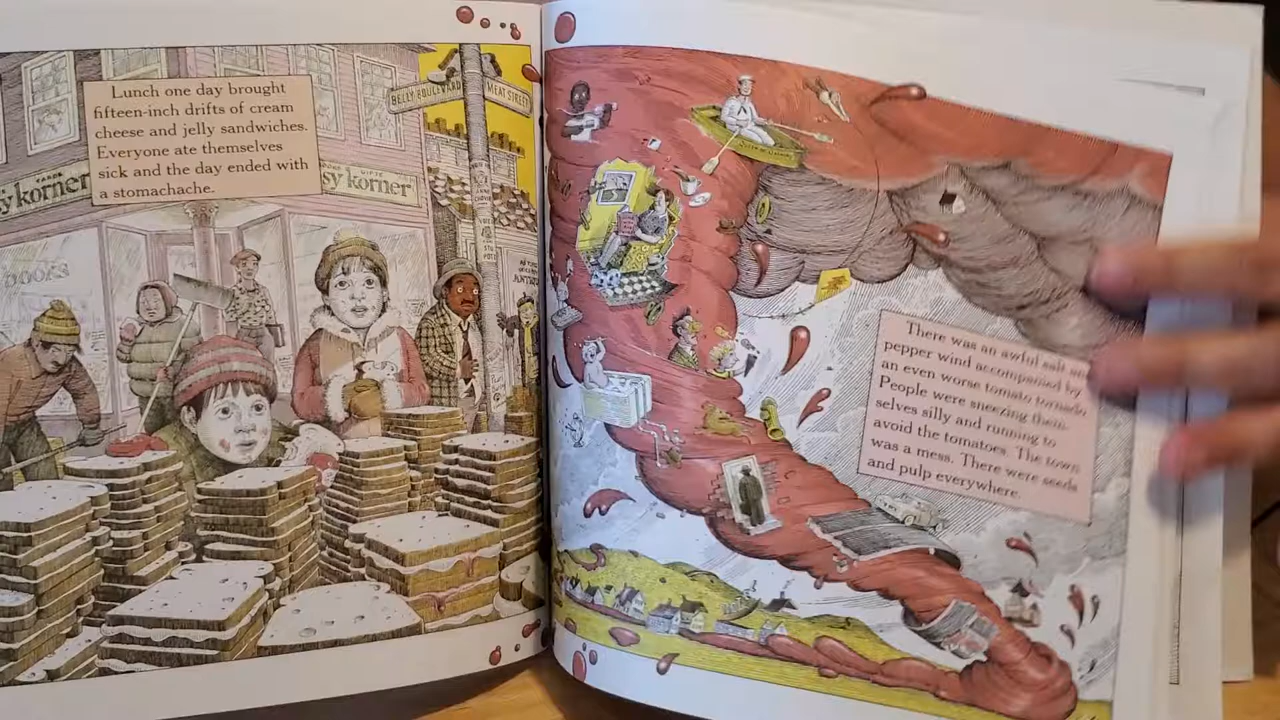 Lunch one day brought
fifteen-inch drifts of cream
cheese and jelly sandwiches.
Everyone ate themselves
sick and the day ended with
a stomachache.
korner
sy korner
BOOKS
BELLY BOULEVARD
MEAT STREET
There was an awful salt and
pepper wind accompanied by
an even worse tomato tornado.
People were sneezing them-
selves silly and running to
avoid the tomatoes. The town
was a mess. There were seeds
and pulp everywhere.